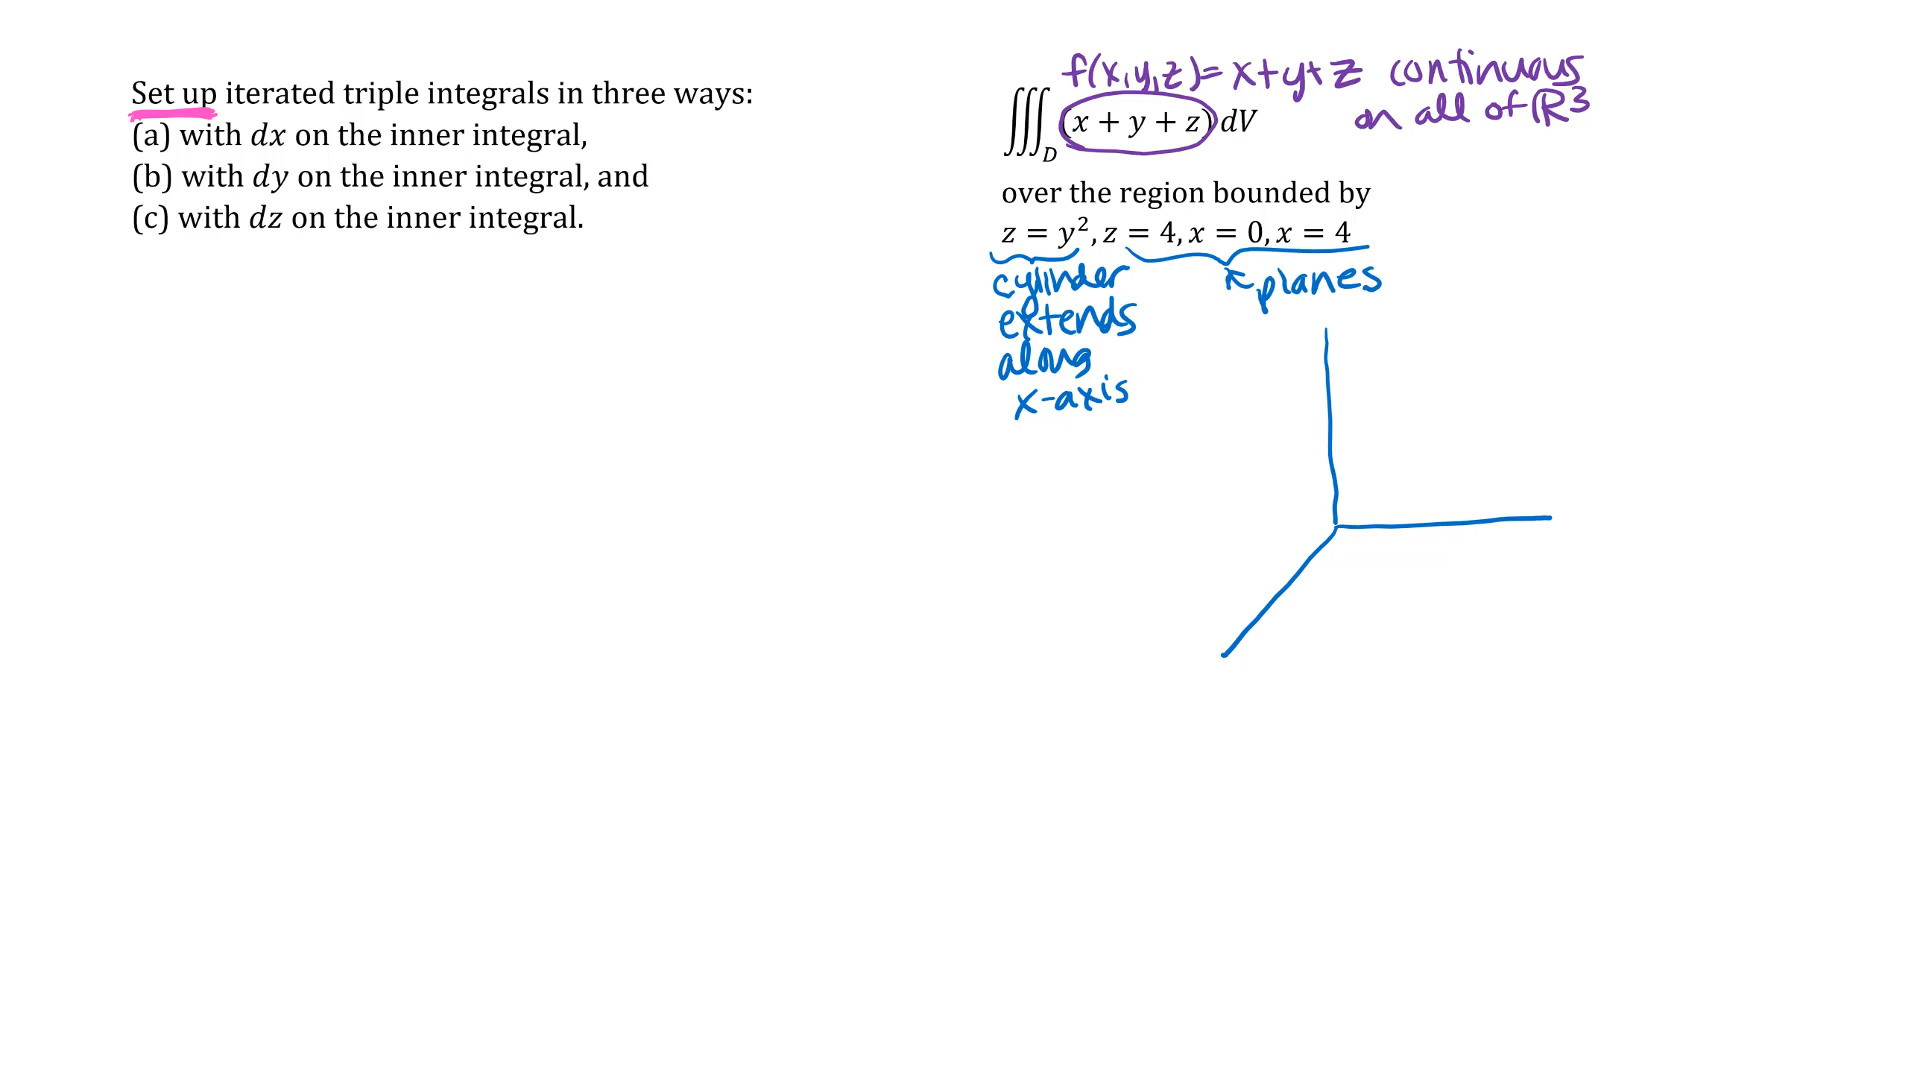 Set up iterated triple integrals in three ways:
(a) with dx on the inner integral,
(b) with dy on the inner integral, and
(c) with dz on the inner integral.
f(x,y,z)= x+y+z continuous
on all of ℝ3
∭_D (x + y + z) dV
over the region bounded by
z = y², z = 4, x = 0, x = 4
cylinder
extends
along
x-axis
planes